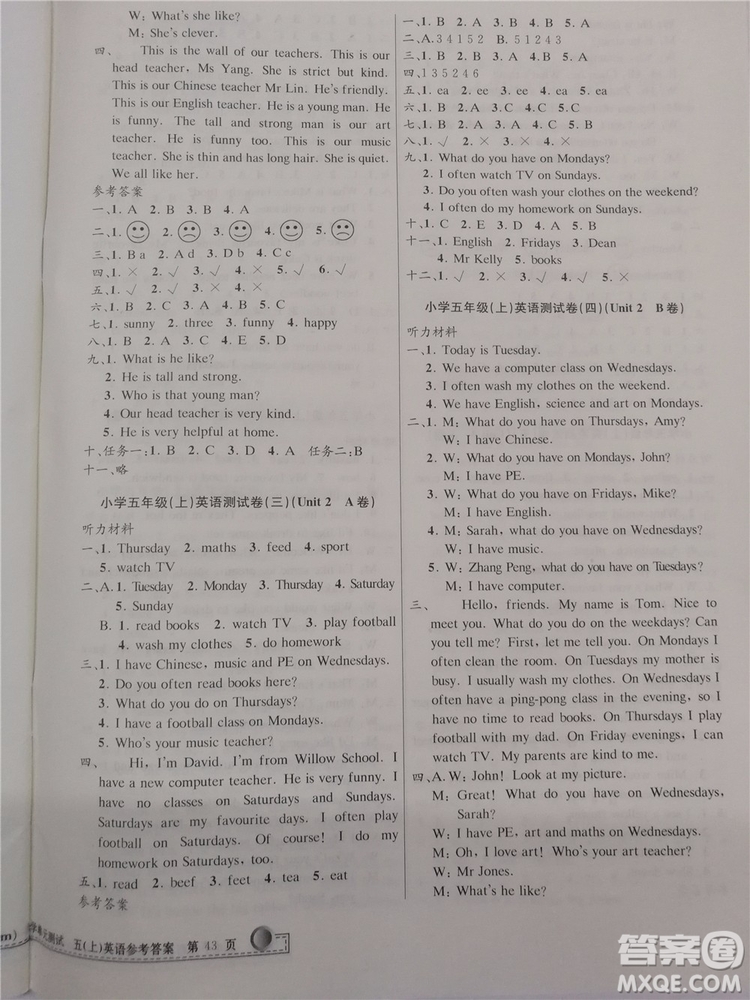 W: What's she like?
M: She's clever.
四、 This is the wall of our teachers. This is our
head teacher, Ms Yang. She is strict but kind.
This is our Chinese teacher Mr Lin. He's friendly.
This is our English teacher. He is a young man. He
is funny. The tall and strong man is our art
teacher. He is funny too. This is our music
teacher. She is thin and has long hair. She is quiet.
We all like her.
参考答案
一、1. A 2. B 3. B 4. A
二、1. 2. 3. 4. 5.
三、1. B a 2. A d 3. D b 4. C c
四、1. × 2. √ 3. √ 4. × 5. × 6. √
五、1. √ 2. × 3. √ 4. ×
六、1. B 2. C 3. A 4. C 5. A
七、1. sunny 2. three 3. funny 4. happy
八、1. D 2. B 3. E 4. C 5. A
九、1. What is he like?
2. He is tall and strong.
3. Who is that young man?
4. Our head teacher is very kind.
5. He is very helpful at home.
十、任务一:1. B 2. C 3. D 4. A 任务二:B
十一、略
小学五年级(上)英语测试卷(三)(Unit 2 A卷)
听力材料
一、1. Thursday 2. maths 3. feed 4. sport
5. watch TV
二、A. 1. Tuesday 2. Monday 3. Thursday 4. Saturday
5. Sunday
B. 1. read books 2. watch TV 3. play football
4. wash my clothes 5. do homework
三、1. I have Chinese, music and PE on Wednesdays.
2. Do you often read books here?
3. What do you do on Thursdays?
4. I have a football class on Mondays.
5. Who's your music teacher?
四、 Hi, I'm David. I'm from Willow School. I
have a new computer teacher. He is very funny. I
have no classes on Saturdays and Sundays.
Saturdays are my favourite days. I often play
football on Saturdays. Of course! I do my
homework on Saturdays, too.
五、1. read 2. beef 3. feet 4. tea 5. eat
参考答案
五(上)英语参考答案 第 43 页
一、1. B 2. A 3. B 4. A 5. B
二、A. 51243 B. 51243
三、1. B 2. A 3. B 4. A 5. B
四、135246
五、1. ea 2. ee 3. ee 4. ea 5. ea
六、1. B 2. A 3. C 4. C 5. C
七、1. C 2. A 3. C 4. A 5. B
八、1. √ 2. × 3. × 4. √
九、1. What do you have on Mondays?
2. I often watch TV on Sundays.
3. Do you often wash your clothes on the weekend?
4. I often do my homework on Sundays.
十、1. C 2. E 3. D 4. A 5. B
十一、1. English 2. Fridays 3. Dean
4. Mr Kelly 5. books
十二、1. √ 2. × 3. √ 4. √ 5. ×
小学五年级(上)英语测试卷(四)(Unit 2 B卷)
听力材料
一、1. Today is Tuesday.
2. We have a computer class on Wednesdays.
3. I often wash my clothes on the weekend.
4. We have English, science and art on Mondays.
二、1. M: What do you have on Thursdays, Amy?
W: I have Chinese.
2. W: What do you have on Mondays, John?
M: I have PE.
3. W: What do you have on Fridays, Mike?
M: I have English.
4. M: Sarah, what do you have on Wednesdays?
W: I have music.
5. W: Zhang Peng, what do you have on Tuesdays?
M: I have computer.
三、 Hello, friends. My name is Tom. Nice to
meet you. What do you do on the weekdays? Can
you tell me? First, let me tell you. On Mondays I
often clean the room. On Tuesdays my mother is
busy. I usually wash my clothes. On Wednesdays I
often have a ping-pong class in the evening, so I
have no time to read books. On Thursdays I play
football with my dad. On Friday evenings, I often
watch TV. My parents are kind to me.
四、A. W: John! Look at my picture.
M: Great! What do you have on Wednesdays,
Sarah?
W: I have PE, art and maths on Wednesdays.
M: Oh, I love art! Who's your art teacher?
W: Mr Jones.
M: What's he like?
答案圈
MXQE.COM